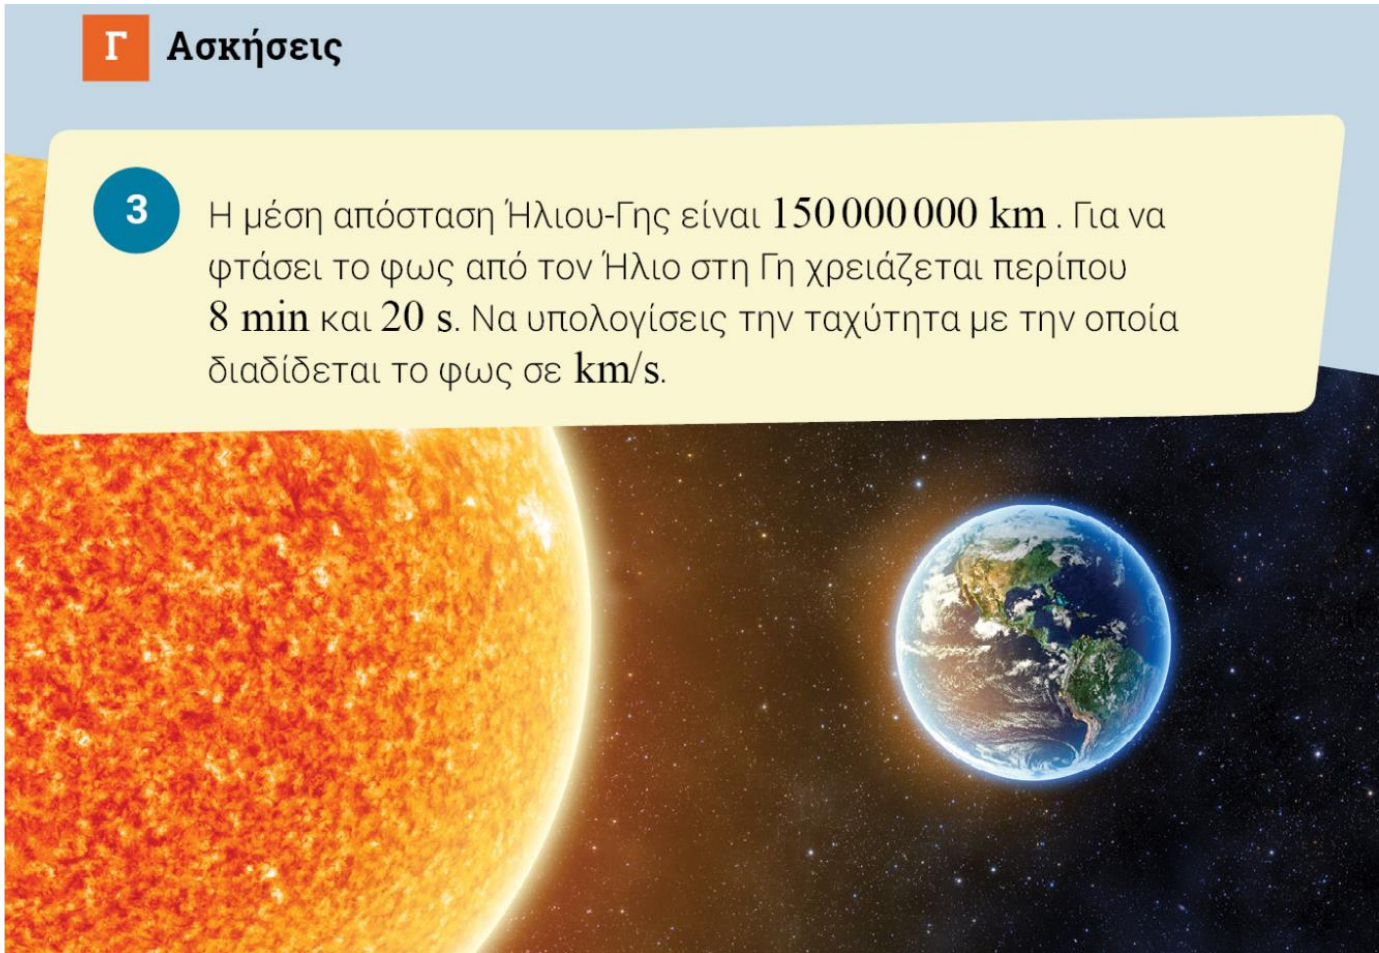 Γ Ασκήσεις
3 Η μέση απόσταση Ήλιου-Γης είναι 150 000 000 km . Για να
φτάσει το φως από τον Ήλιο στη Γη χρειάζεται περίπου
8 min και 20 s. Να υπολογίσεις την ταχύτητα με την οποία
διαδίδεται το φως σε km/s.